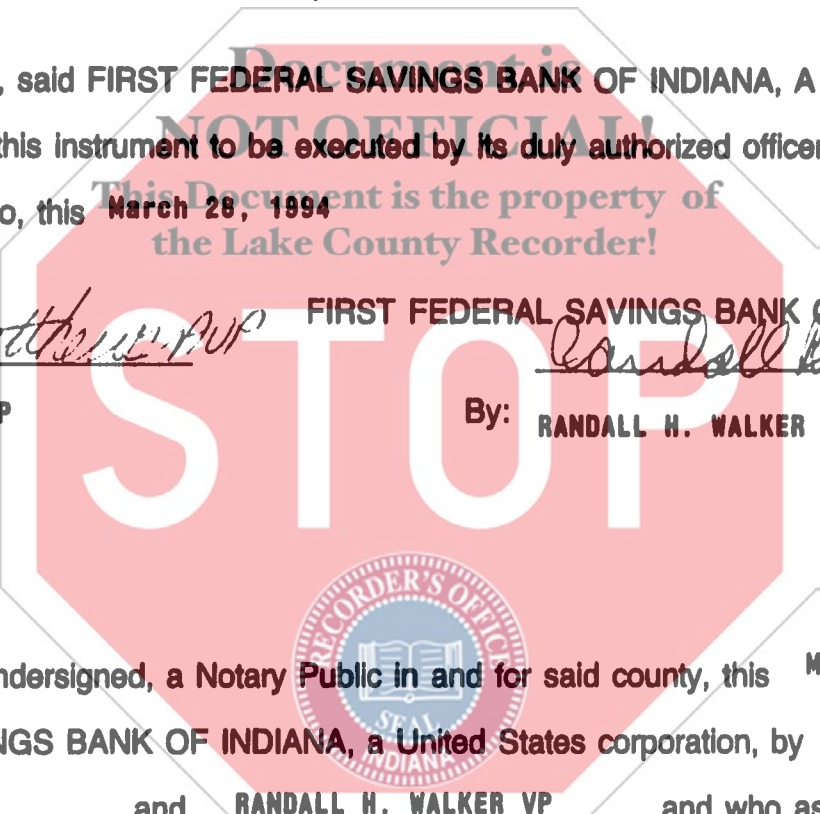 Document is
, said FIRST FEDERAL SAVINGS BANK OF INDIANA, A
NOT OFFICIAL!
this instrument to be executed by its duly authorized officer
This Document is the property of
o, this March 28, 1994
the Lake County Recorder!
FIRST FEDERAL SAVINGS BANK
AVP
Randall
P
By: RANDALL H. WALKER
STOP
RECORDER'S OFFICE
ndersigned, a Notary Public in and for said county, this M
SEAL
NGS BANK OF INDIANA, a United States corporation, by
INDIANA
and RANDALL H. WALKER VP and who as